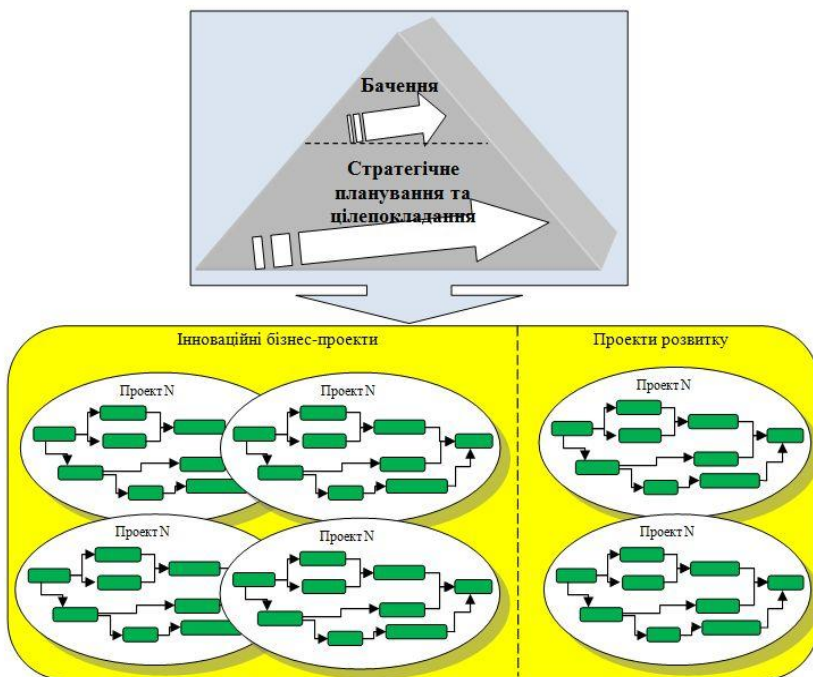 Бачення
Стратегічне
планування та
цілепокладання
Інноваційні бізнес-проекти
Проекти розвитку
Проект N
Проект N
Проект N
Проект N
Проект N
Проект N